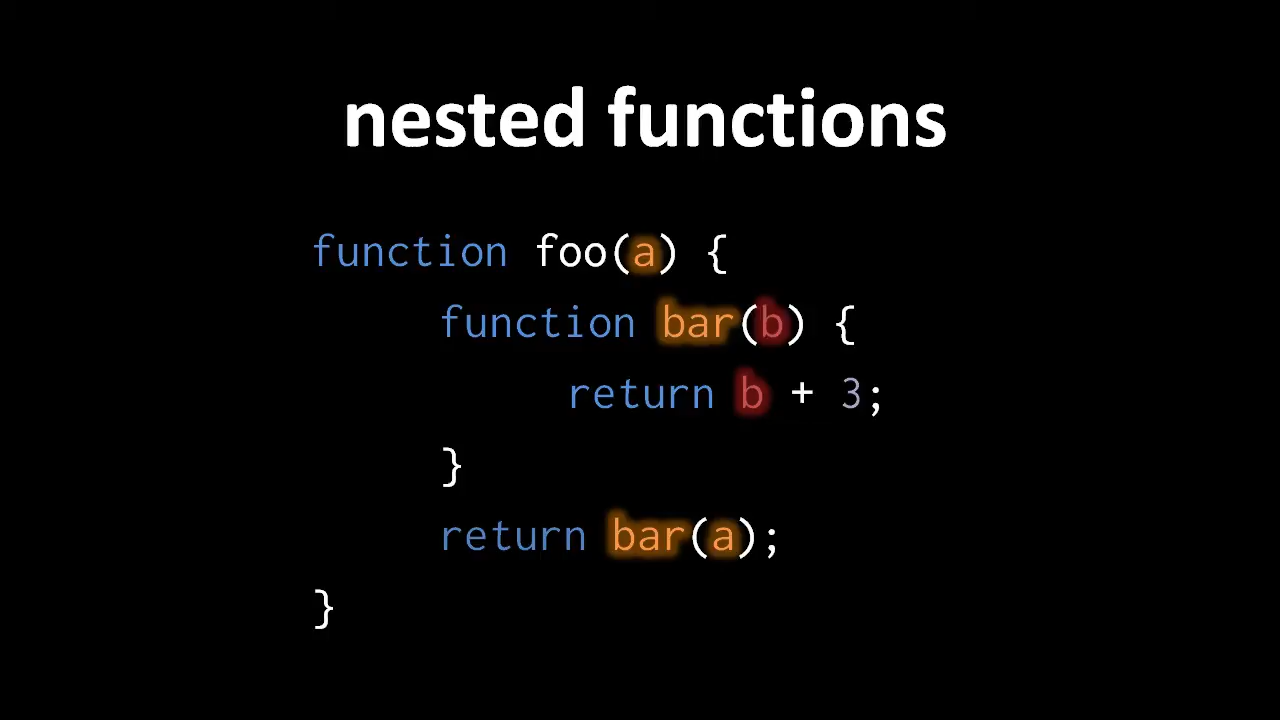 nested functions
function foo(a) {
function bar(b) {
return b + 3;
}
return bar(a);
}